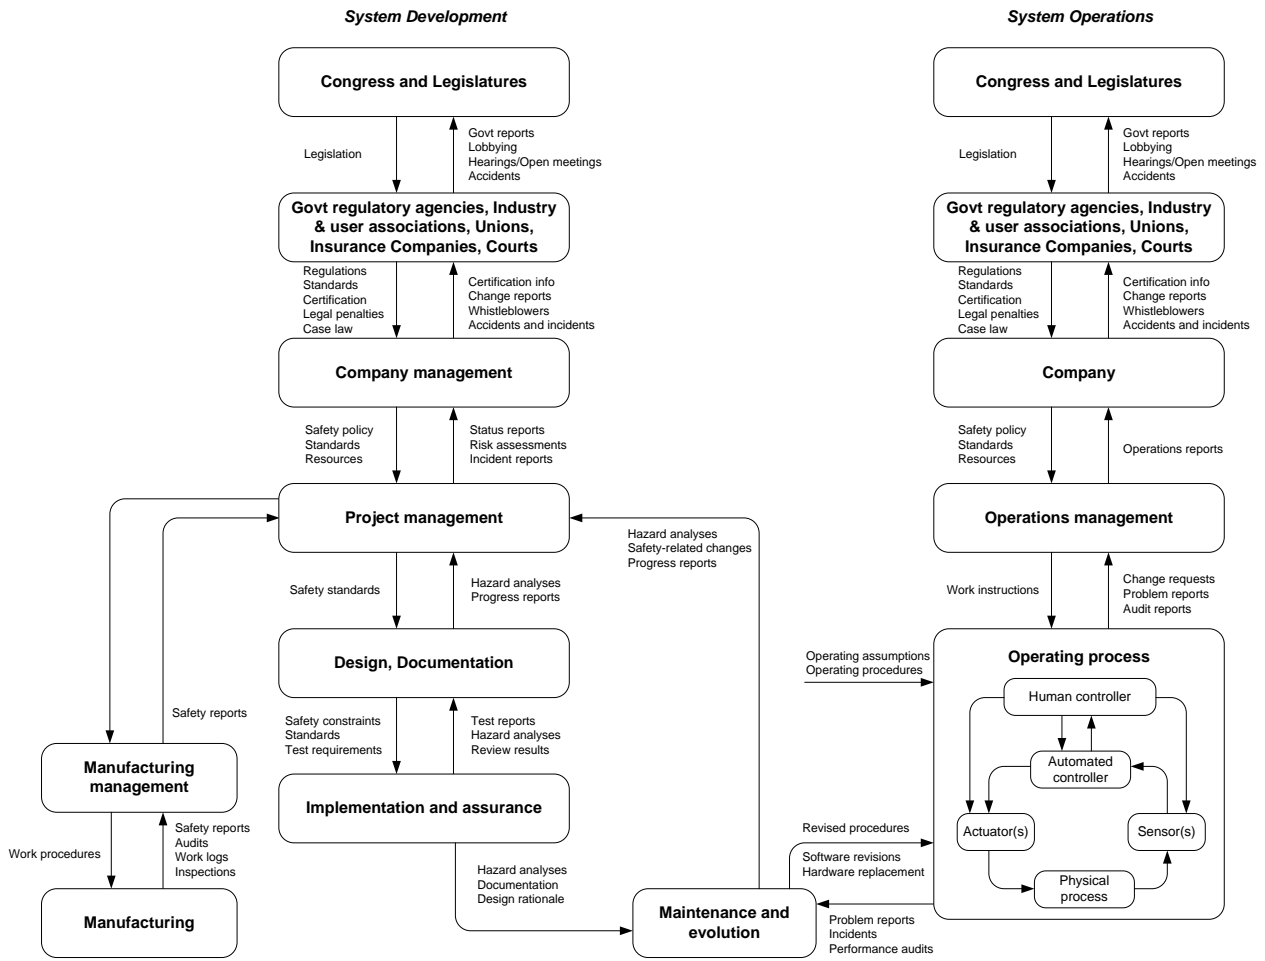 System Development
System Operations
Congress and Legislatures
Congress and Legislatures
Legislation
Govt reports
Lobbying
Hearings/Open meetings
Accidents
Legislation
Govt reports
Lobbying
Hearings/Open meetings
Accidents
Govt regulatory agencies, Industry
& user associations, Unions,
Insurance Companies, Courts
Govt regulatory agencies, Industry
& user associations, Unions,
Insurance Companies, Courts
Regulations
Standards
Certification
Legal penalties
Case law
Certification info
Change reports
Whistleblowers
Accidents and incidents
Regulations
Standards
Certification
Legal penalties
Case law
Certification info
Change reports
Whistleblowers
Accidents and incidents
Company management
Company
Safety policy
Standards
Resources
Status reports
Risk assessments
Incident reports
Safety policy
Standards
Resources
Operations reports
Project management
Operations management
Hazard analyses
Safety-related changes
Progress reports
Safety standards
Hazard analyses
Progress reports
Work instructions
Change requests
Problem reports
Audit reports
Design, Documentation
Operating assumptions
Operating procedures
Operating process
Human controller
Automated
controller
Actuator(s)
Sensor(s)
Physical
process
Safety reports
Safety constraints
Standards
Test requirements
Test reports
Hazard analyses
Review results
Manufacturing
management
Implementation and assurance
Work procedures
Safety reports
Audits
Work logs
Inspections
Revised procedures
Software revisions
Hardware replacement
Hazard analyses
Documentation
Design rationale
Manufacturing
Maintenance and
evolution
Problem reports
Incidents
Performance audits